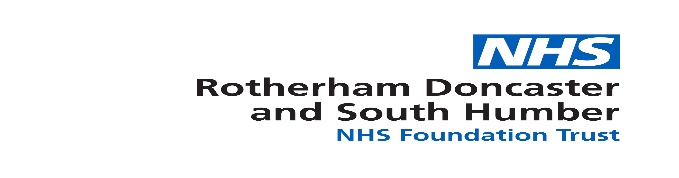 NHS
Rotherham Doncaster
and South Humber
NHS Foundation Trust